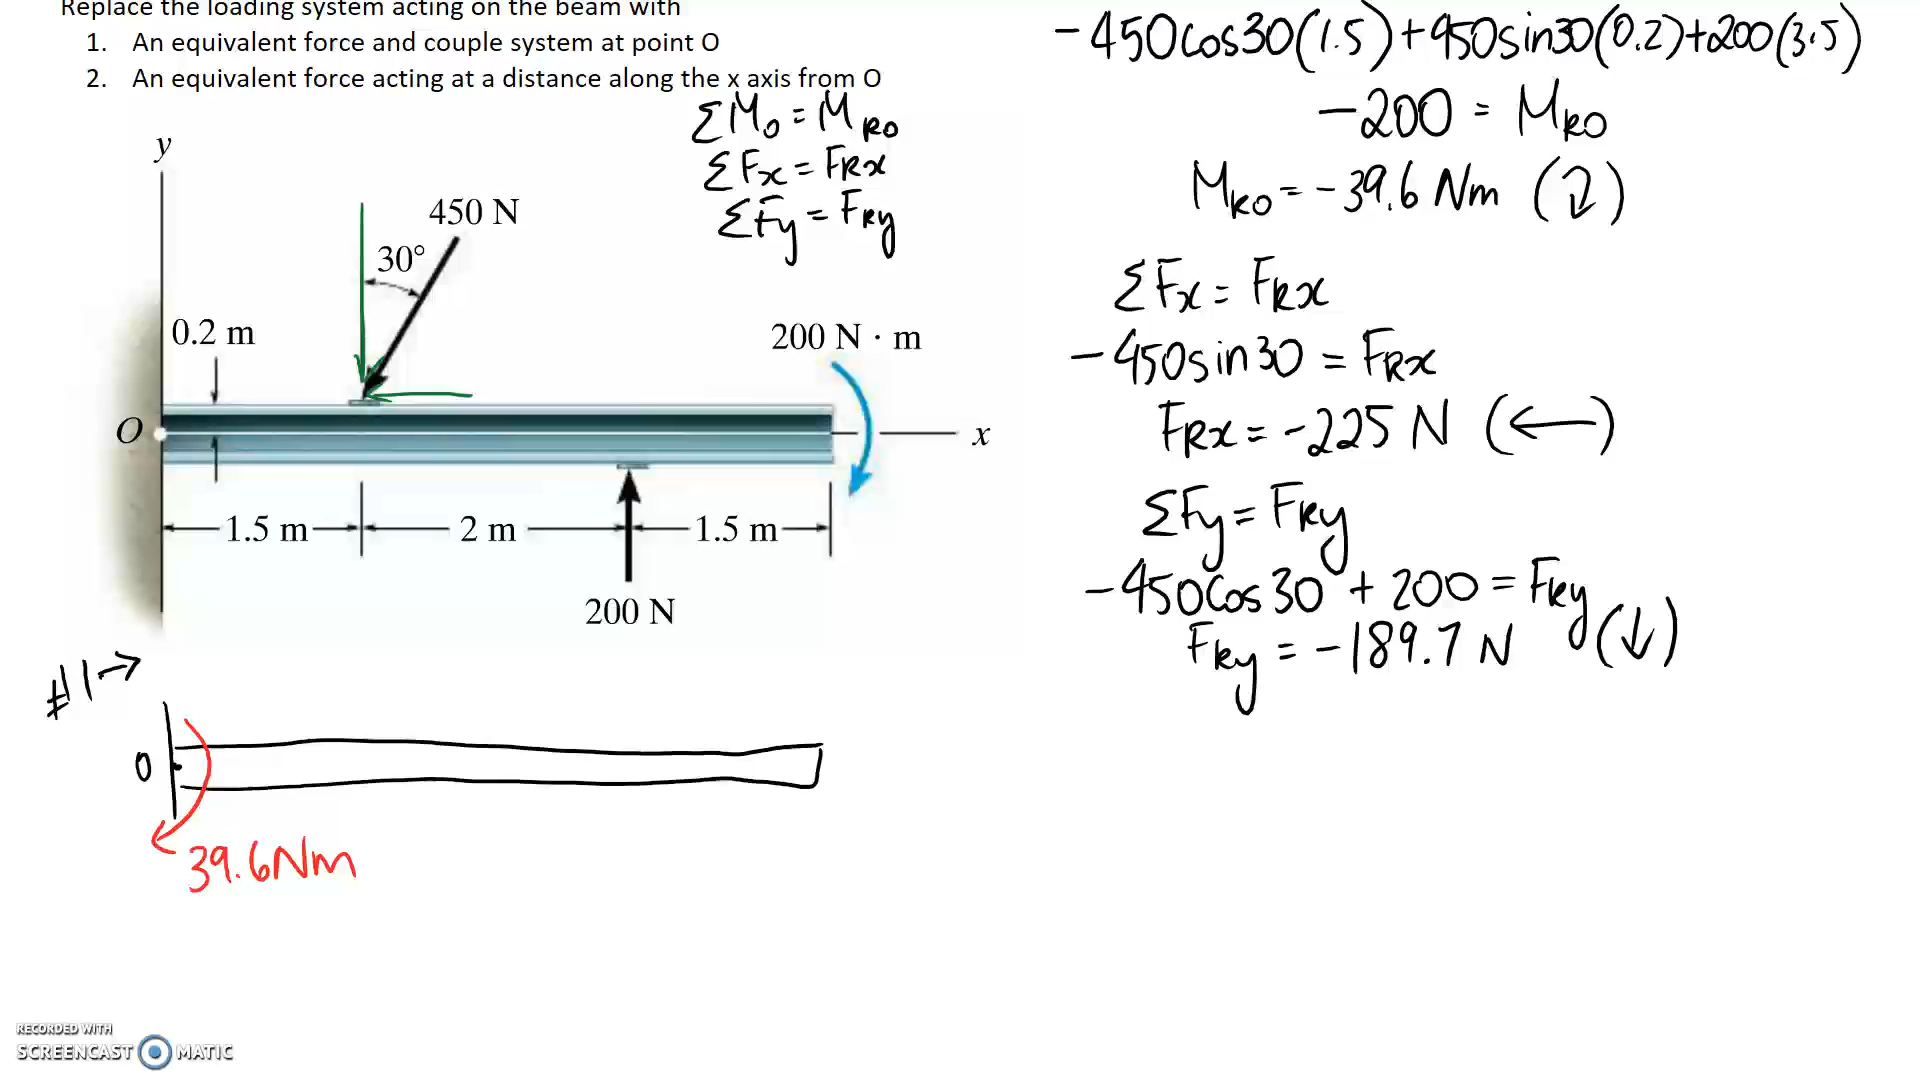 Replace the loading system acting on the beam with
1. An equivalent force and couple system at point O
2. An equivalent force acting at a distance along the x axis from O
ΣMo = MRO
ΣFx = FRx
ΣFy = FRy
y
450 N
30°
0.2 m
200 N · m
O
x
1.5 m
2 m
1.5 m
200 N
#1→
O
39.6Nm
-450cos30(1.5)+450sin30(0.2)+200(3.5)
-200 = MRO
MRO = -39.6 Nm (↷)
ΣFx = FRx
-450sin30 = FRx
FRx = -225 N (←)
ΣFy = FRy
-450cos30 + 200 = FRy
FRy = -189.7 N (↓)
RECORDED WITH
SCREENCAST MATIC